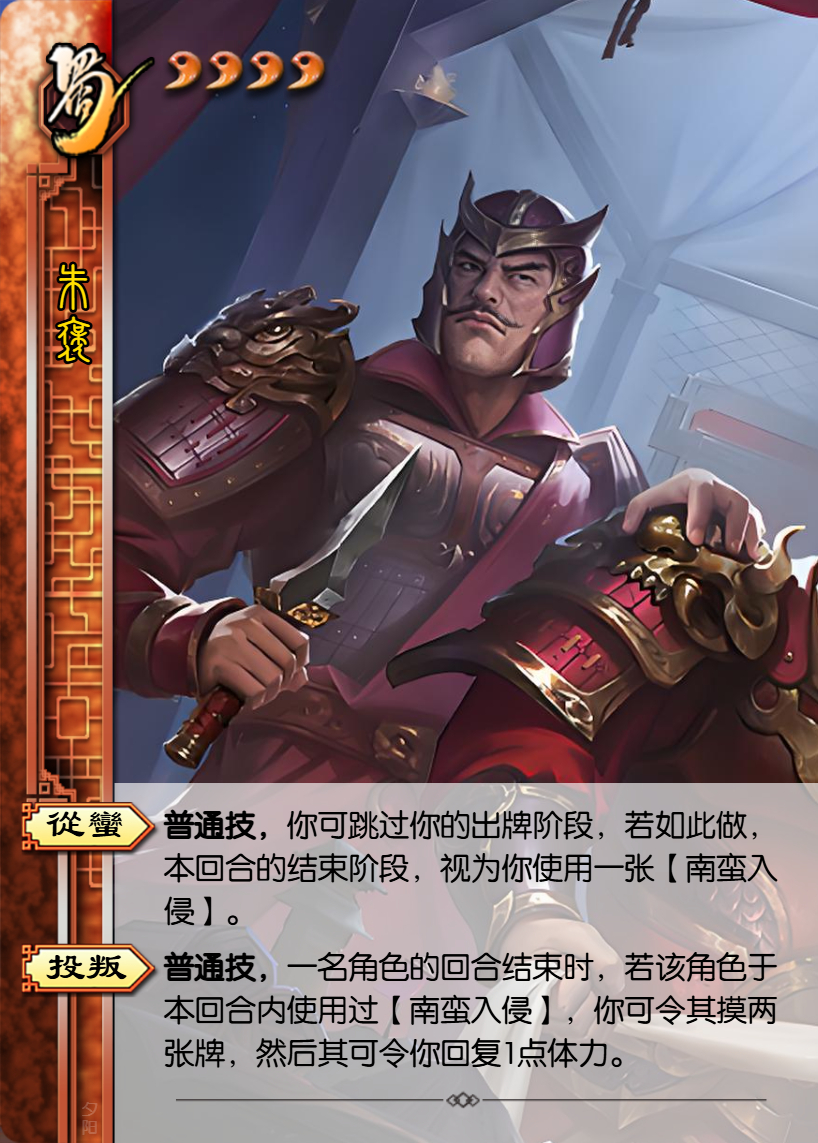 蜀
朱褒
從蠻
普通技，你可跳过你的出牌阶段，若如此做，
本回合的结束阶段，视为你使用一张【南蛮入
侵】。
投叛
普通技，一名角色的回合结束时，若该角色于
本回合内使用过【南蛮入侵】，你可令其摸两
张牌，然后其可令你回复1点体力。
夕阳